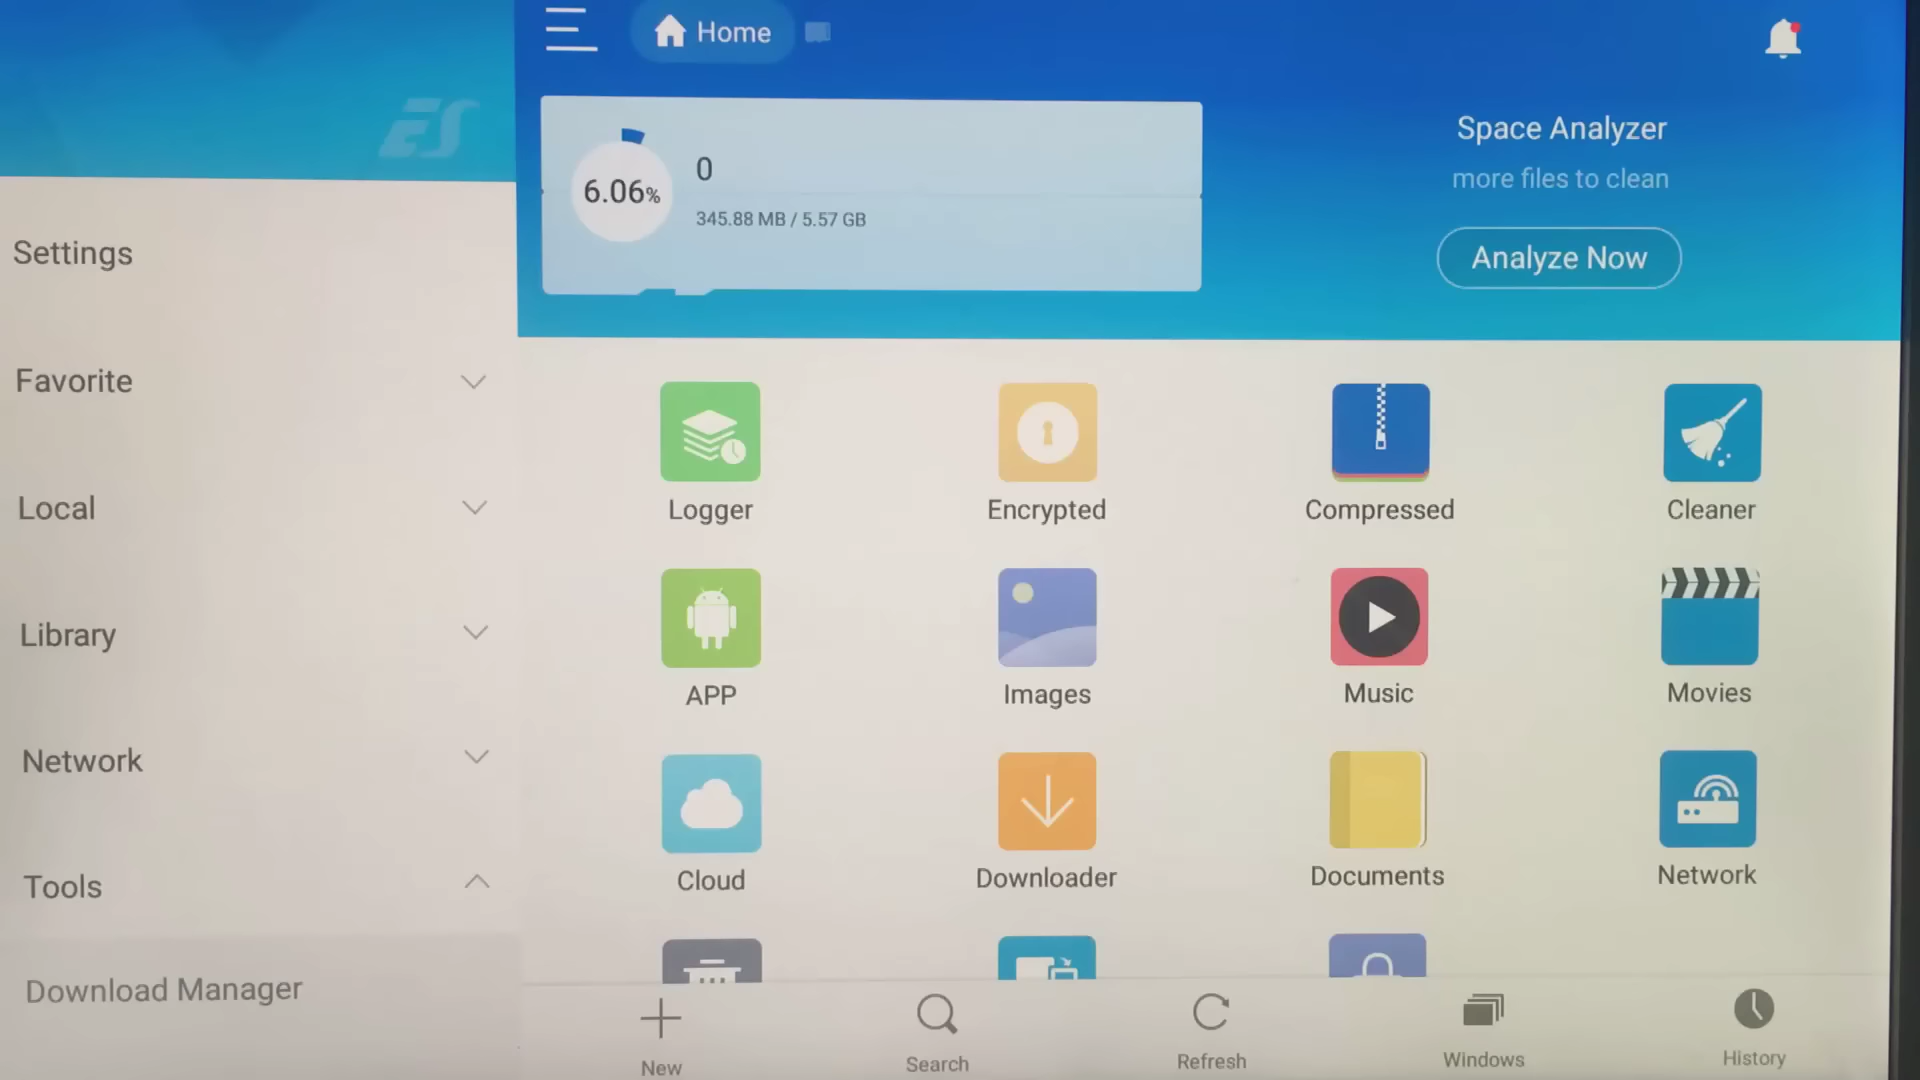 ES
Settings
Favorite
Local
Library
Network
Tools
Download Manager
Home
6.06%
0
345.88 MB / 5.57 GB
Space Analyzer
more files to clean
Analyze Now
Logger
Encrypted
Compressed
Cleaner
APP
Images
Music
Movies
Cloud
Downloader
Documents
Network
New
Search
Refresh
Windows
History